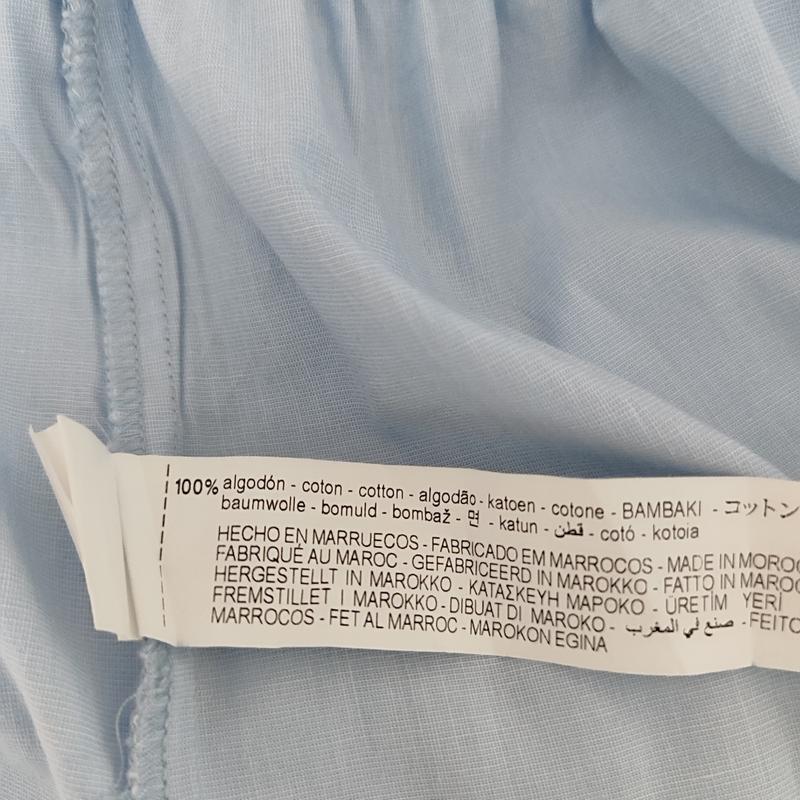 100% algodón - coton - cotton - algodão - katoen - cotone - BAMBAKI - コットン
baumwolle - bomuld - bombaž - 면 - katun - قطن - cotó - kotoia
HECHO EN MARRUECOS - FABRICADO EM MARROCOS - MADE IN MOROC
FABRIQUÉ AU MAROC - GEFABRICEERD IN MAROKKO - FATTO IN MAROC
HERGESTELLT IN MAROKKO - ΚΑΤΑΣΚΕΥΗ ΜΑΡΟΚΟ - ÜRETİM YERİ
FREMSTILLET I MAROKKO - DIBUAT DI MAROKO - صنع في المغرب - FEITO
MARROCOS - FET AL MARROC - MAROKON EGINA